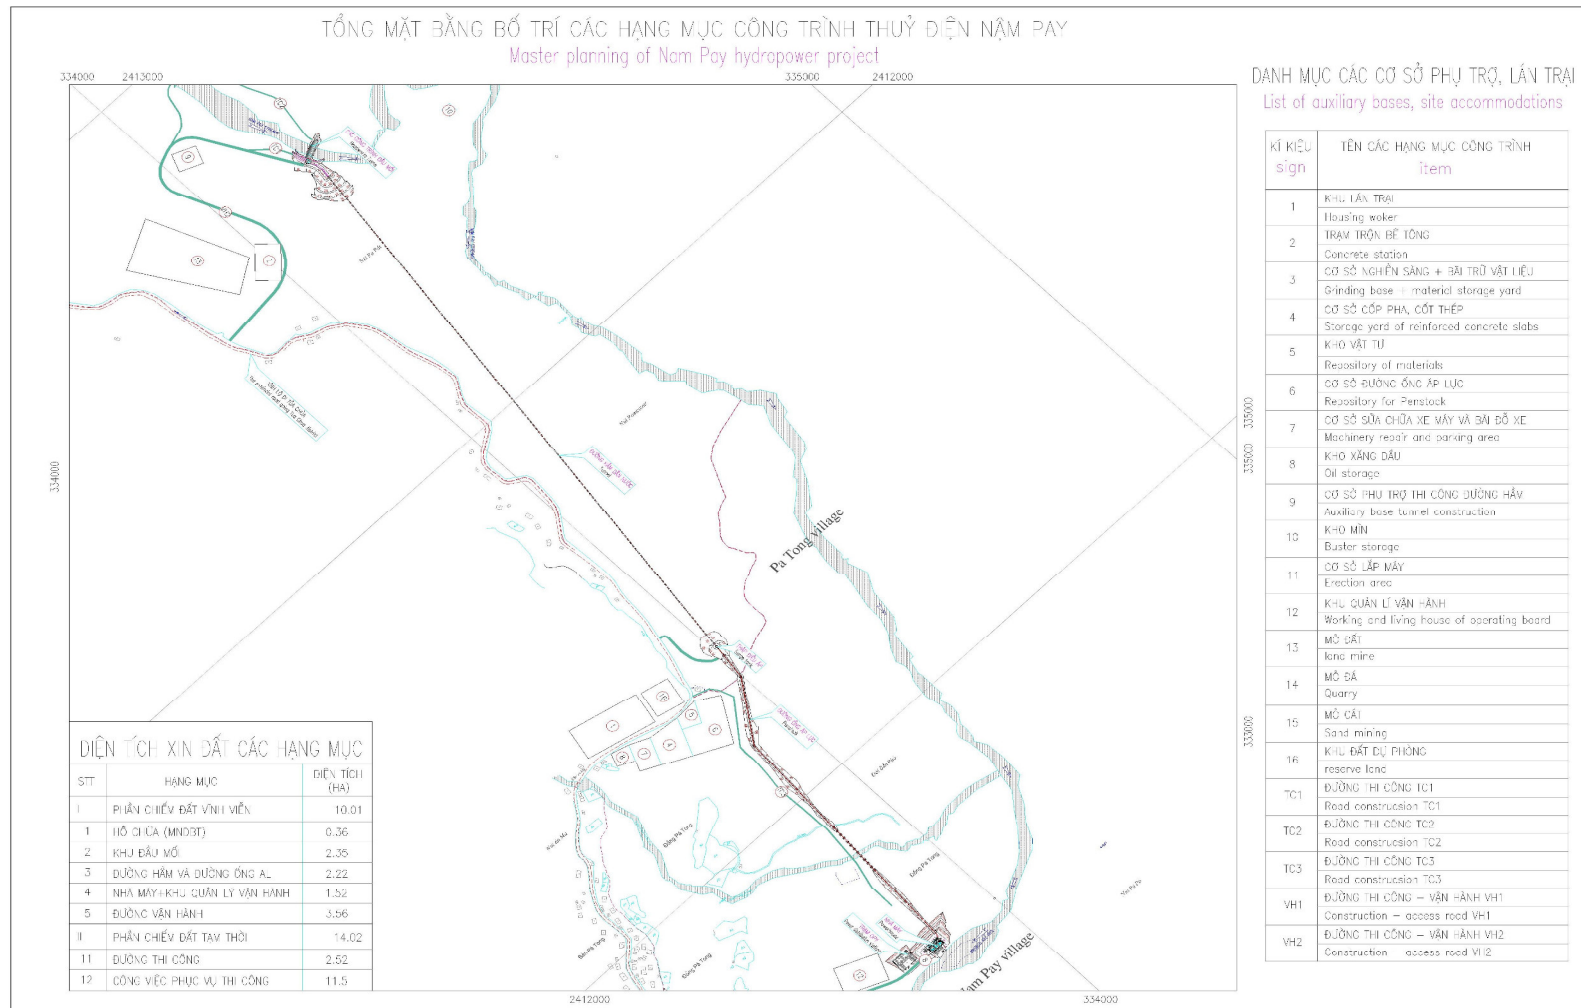 TỔNG MẶT BẰNG BỐ TRÍ CÁC HẠNG MỤC CÔNG TRÌNH THUỶ ĐIỆN NẬM PAY
Master planning of Nam Pay hydrapower project
334000
2413000
335000
2412000
334000
335000
335000
333000
2412000
334000
Pa Tong village
Nam Pay village
DANH MỤC CÁC CƠ SỞ PHỤ TRỢ, LÁN TRẠI
List of auxiliary bases, site accommodations
KÍ KIỆU TÊN CÁC HẠNG MỤC CÔNG TRÌNH
sign item
1 KHU LÁN TRẠI
Housing woker
2 TRẠM TRỘN BÊ TÔNG
Concrete station
3 CƠ SỞ NGHIỀN SÀNG + BÃI TRỮ VẬT LIỆU
Grinding base + material storage yard
4 CƠ SỞ CỐP PHA, CỐT THÉP
Storage yard of reinforced concrete slabs
5 KHO VẬT TƯ
Repository of materials
6 CƠ SỞ ĐƯỜNG ỐNG ÁP LỰC
Repository for Penstock
7 CƠ SỞ SỬA CHỮA XE MÁY VÀ BÃI ĐỖ XE
Machinery repair and parking area
8 KHO XĂNG DẦU
Oil storage
9 CƠ SỞ PHỤ TRỢ THI CÔNG ĐƯỜNG HẦM
Auxiliary base tunnel construction
10 KHO MÌN
Buster storage
11 CƠ SỞ LẮP MÁY
Erection area
12 KHU QUẢN LÍ VẬN HÀNH
Working and living house of operating board
13 MỎ ĐẤT
land mine
14 MỎ ĐÁ
Quarry
15 MỎ CÁT
Sand mining
16 KHU ĐẤT DỰ PHÒNG
reserve land
TC1 ĐƯỜNG THI CÔNG TC1
Road construcsion TC1
TC2 ĐƯỜNG THI CÔNG TC2
Road construcsion TC2
TC3 ĐƯỜNG THI CÔNG TC3
Road construcsion TC3
VH1 ĐƯỜNG THI CÔNG – VẬN HÀNH VH1
Construction – access road VH1
VH2 ĐƯỜNG THI CÔNG – VẬN HÀNH VH2
Construction – access road VH2
DIỆN TÍCH XIN ĐẤT CÁC HẠNG MỤC
STT HẠNG MỤC DIỆN TÍCH (HA)
I PHẦN CHIẾM ĐẤT VĨNH VIỄN 10.01
1 HỒ CHỨA (MNDBT) 0.36
2 KHU ĐẦU MỐI 2.35
3 ĐƯỜNG HẦM VÀ ĐƯỜNG ỐNG AL 2.22
4 NHÀ MÁY+KHU QUẢN LÝ VẬN HÀNH 1.52
5 ĐƯỜNG VẬN HÀNH 3.56
II PHẦN CHIẾM ĐẤT TẠM THỜI 14.02
11 ĐƯỜNG THI CÔNG 2.52
12 CÔNG VIỆC PHỤC VỤ THI CÔNG 11.5